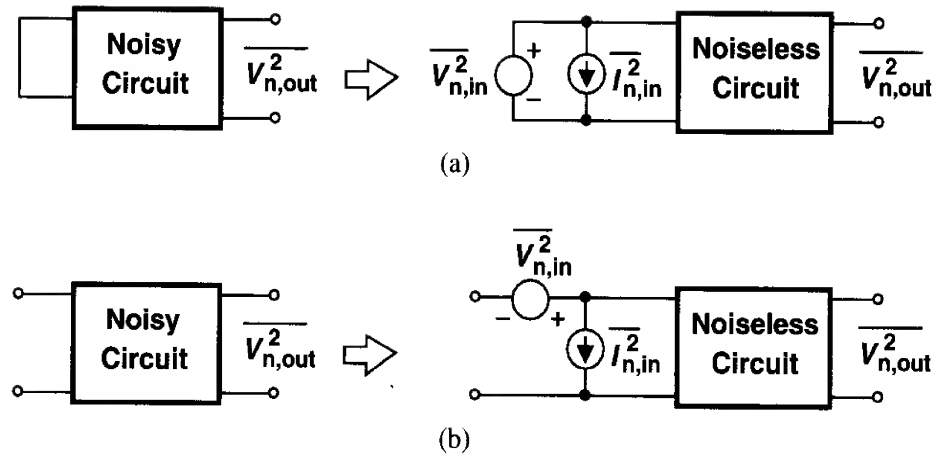 Noisy
Circuit
V²n,out
+
V²n,in
−
I²n,in
Noiseless
Circuit
V²n,out
(a)
V²n,in
− +
Noisy
Circuit
V²n,out
I²n,in
Noiseless
Circuit
V²n,out
(b)